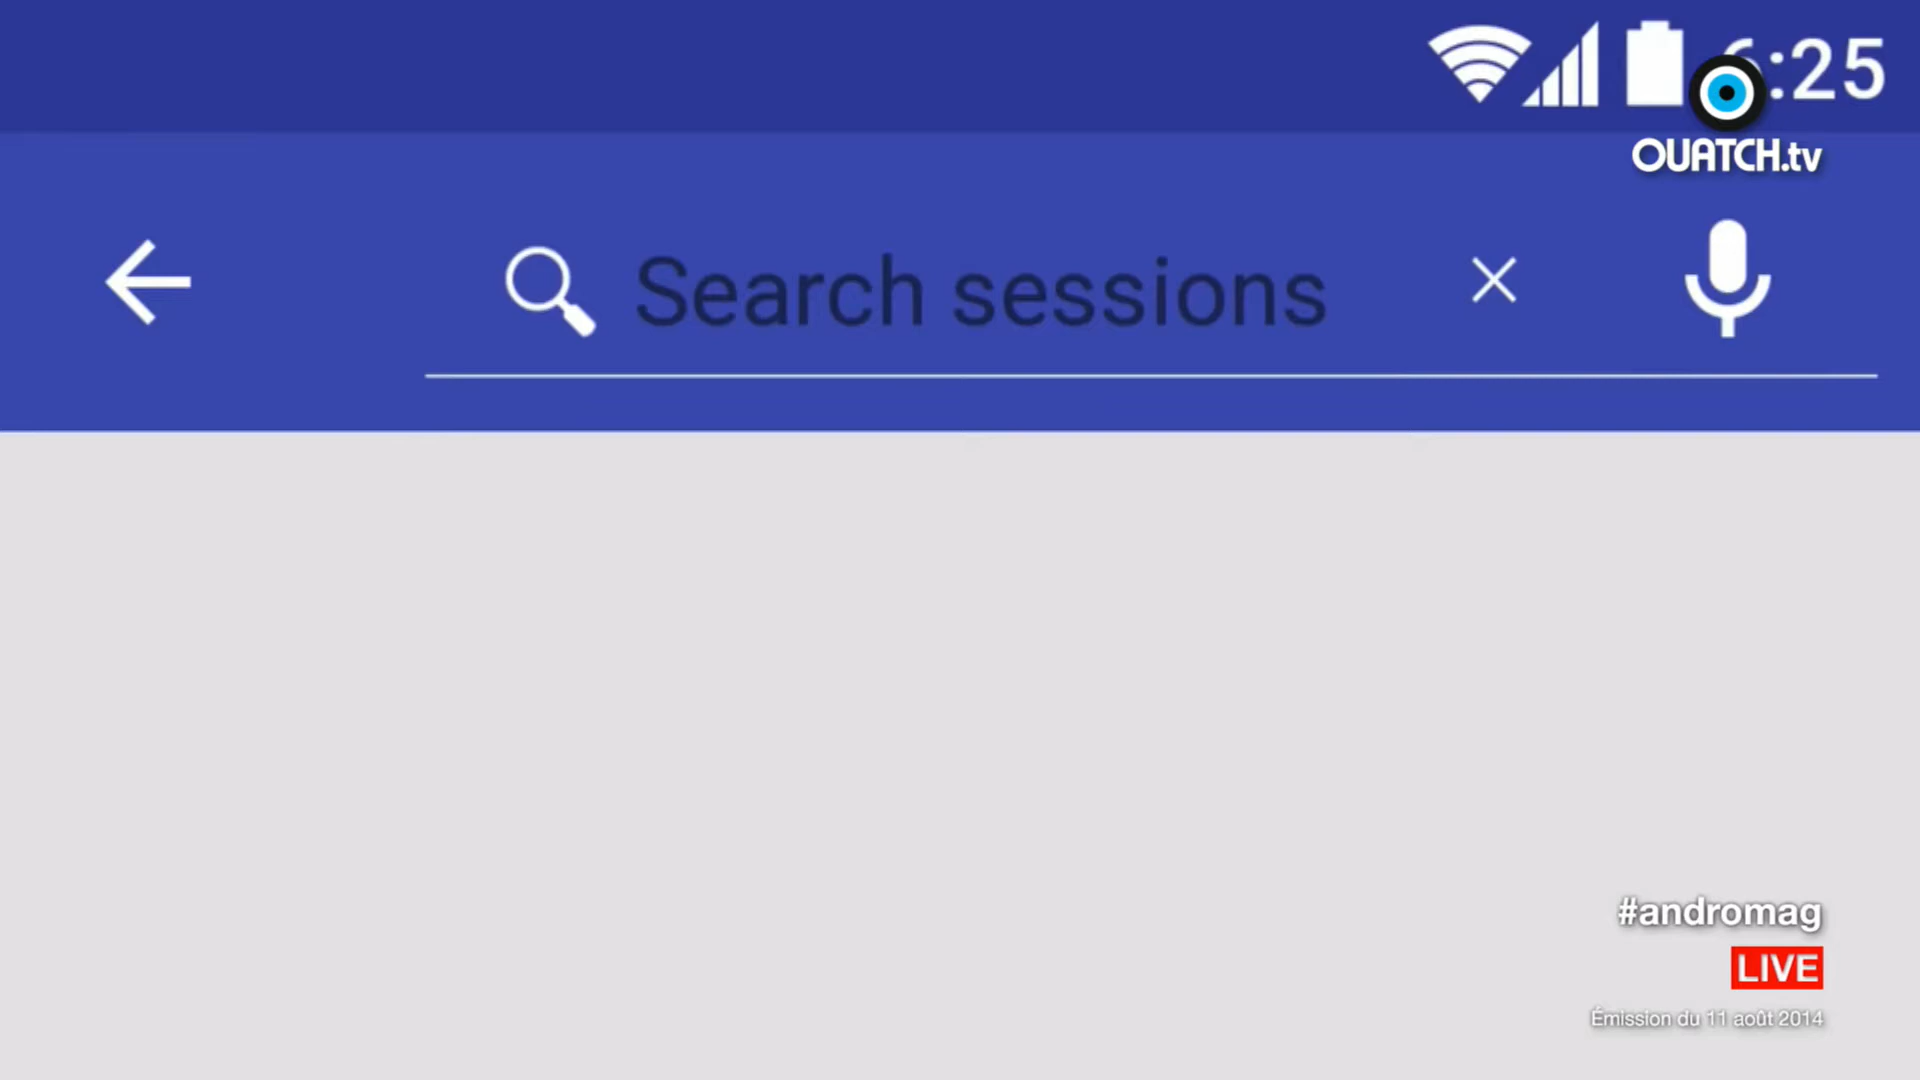 6:25
OUATCH.tv
Search sessions
#andromag
LIVE
Émission du 11 août 2014